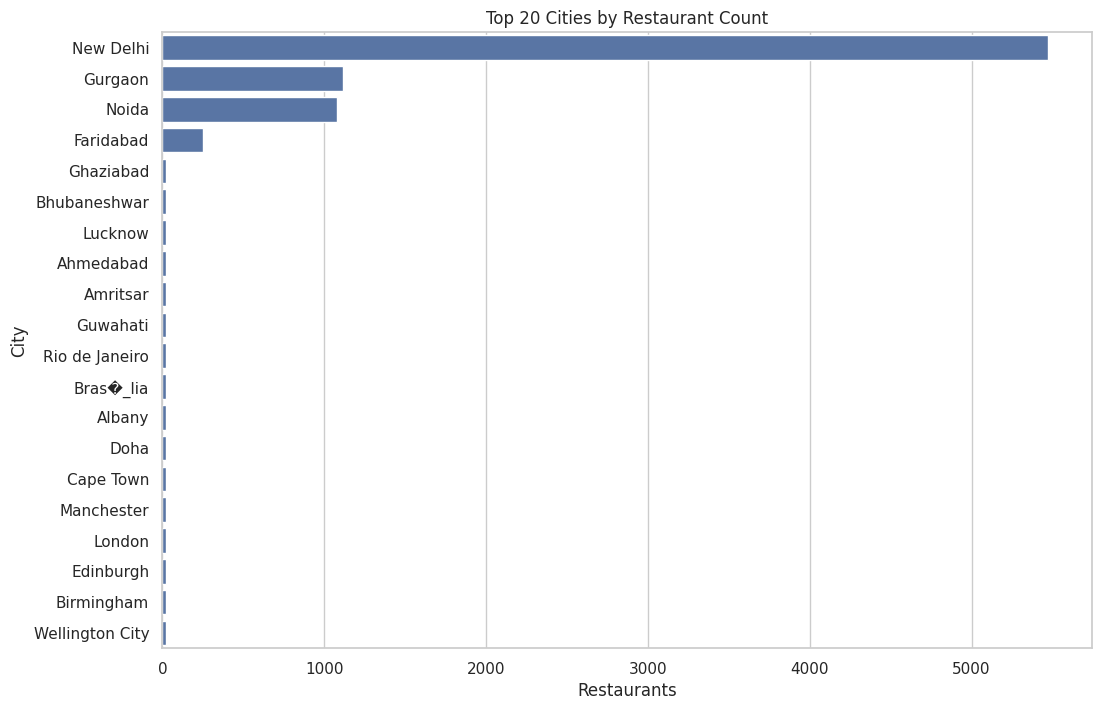 Top 20 Cities by Restaurant Count
New Delhi
Gurgaon
Noida
Faridabad
Ghaziabad
Bhubaneshwar
Lucknow
Ahmedabad
Amritsar
Guwahati
Rio de Janeiro
Bras�_lia
Albany
Doha
Cape Town
Manchester
London
Edinburgh
Birmingham
Wellington City
City
0 1000 2000 3000 4000 5000
Restaurants